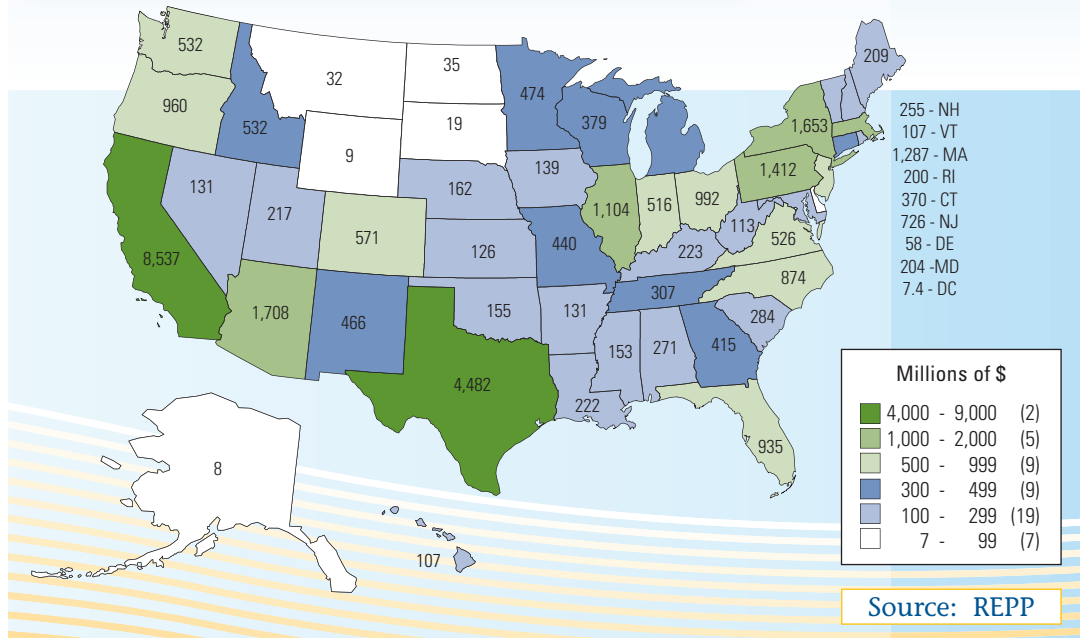 532
960
8,537
532
131
32
9
217
1,708
35
19
571
466
162
126
155
4,482
474
139
440
131
222
379
1,104
516
992
223
307
153
271
415
935
113
526
874
284
1,412
1,653
209
255 - NH
107 - VT
1,287 - MA
200 - RI
370 - CT
726 - NJ
58 - DE
204 -MD
7.4 - DC
8
107
Millions of $
4,000 - 9,000 (2)
1,000 - 2,000 (5)
500 - 999 (9)
300 - 499 (9)
100 - 299 (19)
7 - 99 (7)
Source: REPP